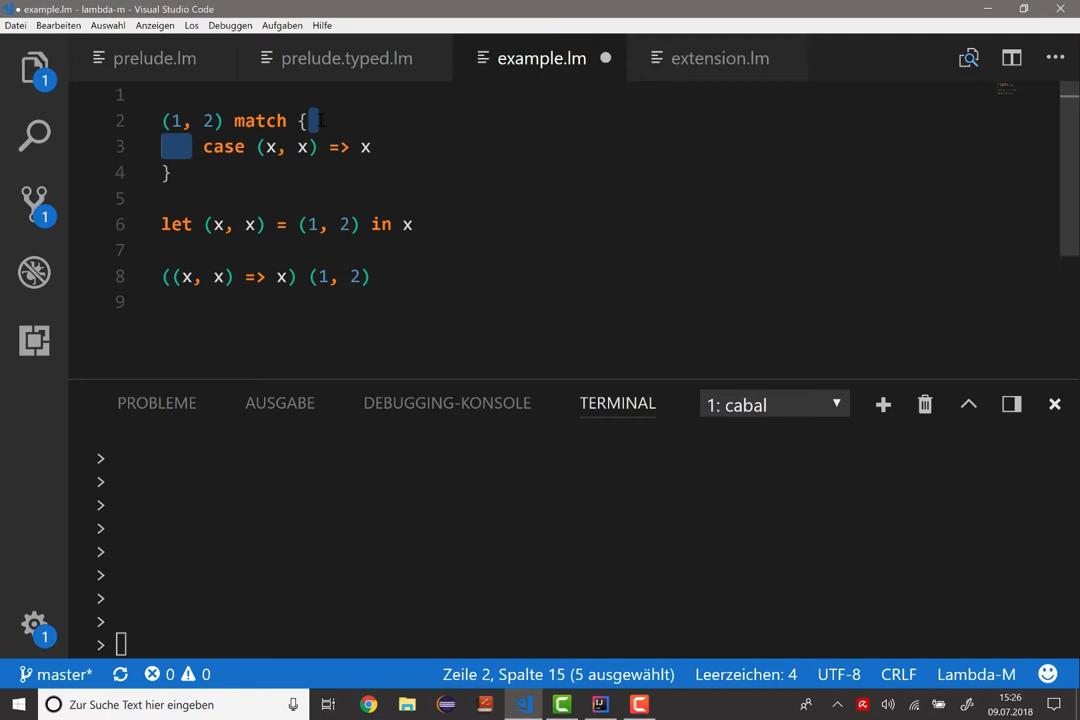 ● example.lm - lambda-m - Visual Studio Code
Datei Bearbeiten Auswahl Anzeigen Los Debuggen Aufgaben Hilfe
prelude.lm prelude.typed.lm example.lm ● extension.lm •••
1
2 (1, 2) match {
3 case (x, x) => x
4 }
5
6 let (x, x) = (1, 2) in x
7
8 ((x, x) => x) (1, 2)
9
PROBLEME AUSGABE DEBUGGING-KONSOLE TERMINAL 1: cabal
>
>
>
>
>
>
>
>
>
1
1
1
master* 0 0 Zeile 2, Spalte 15 (5 ausgewählt) Leerzeichen: 4 UTF-8 CRLF Lambda-M
Zur Suche Text hier eingeben
15:26
09.07.2018